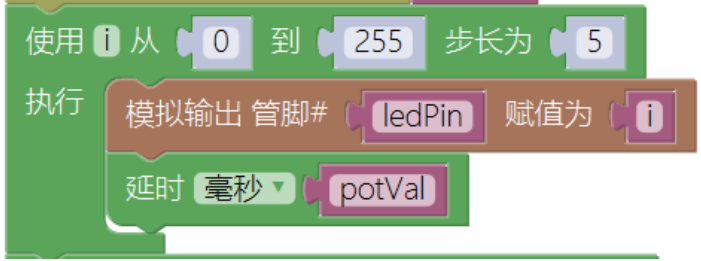 使用 i 从 0 到 255 步长为 5
执行
模拟输出 管脚# ledPin 赋值为 i
延时 毫秒 potVal